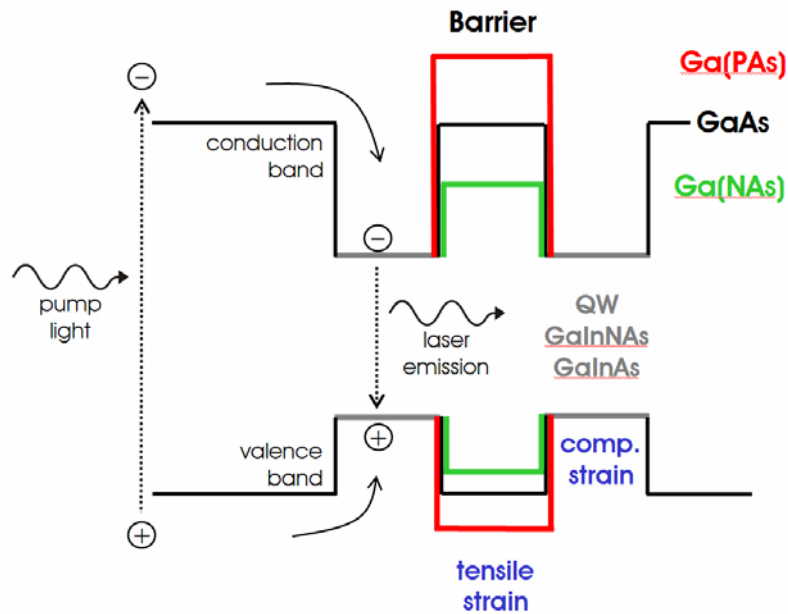 Barrier
Ga(PAs)
GaAs
conduction
band
Ga(NAs)
pump
light
laser
emission
QW
GaInNAs
GaInAs
valence
band
comp.
strain
tensile
strain